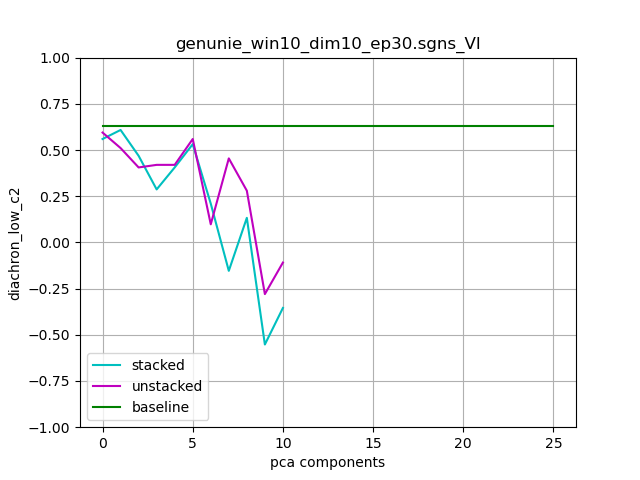 genunie_win10_dim10_ep30.sgns_VI
1.00
0.75
0.50
0.25
0.00
−0.25
−0.50
−0.75
−1.00
diachron_low_c2
stacked
unstacked
baseline
0 5 10 15 20 25
pca components